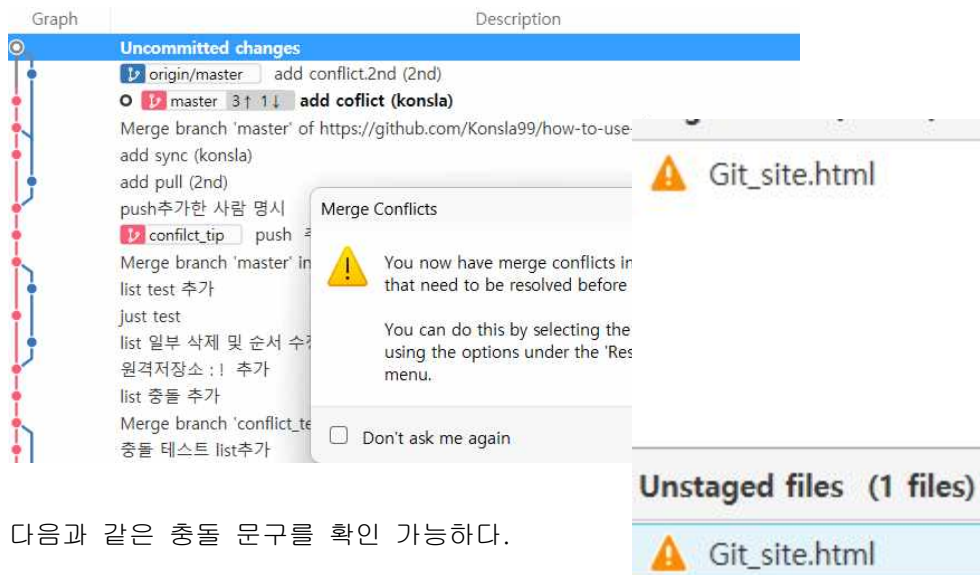 Graph Description
Uncommitted changes
origin/master add conflict.2nd (2nd)
master 3↑ 1↓ add coflict (konsla)
Merge branch 'master' of https://github.com/Konsla99/how-to-use-
add sync (konsla)
add pull (2nd)
push추가한 사람 명시
confilct_tip push
Merge branch 'master' in
list test 추가
just test
list 일부 삭제 및 순서
원격저장소 : ! 추가
list 중돌 추가
Merge branch 'conflict_te
충돌 테스트 list추가
Merge Conflicts
You now have merge conflicts in
that need to be resolved before
You can do this by selecting the
using the options under the 'Res
menu.
Don't ask me again
Git_site.html
Unstaged files (1 files)
Git_site.html
다음과 같은 충돌 문구를 확인 가능하다.